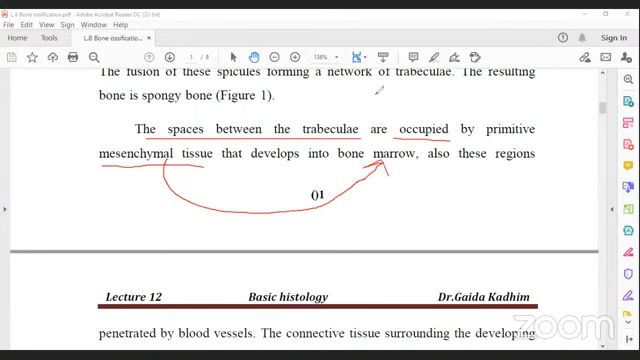 L.8 Bone ossification.pdf - Adobe Acrobat Reader DC (32-bit)
File Edit View Sign Window Help
Home Tools L.8 Bone ossification... × Sign In
1 / 8 138%
The fusion of these spicules forming a network of trabeculae. The resulting
bone is spongy bone (Figure 1).
The spaces between the trabeculae are occupied by primitive
mesenchymal tissue that develops into bone marrow, also these regions
()1
Lecture 12 Basic histology Dr.Gaida Kadhim
penetrated by blood vessels. The connective tissue surrounding the developing
zoom